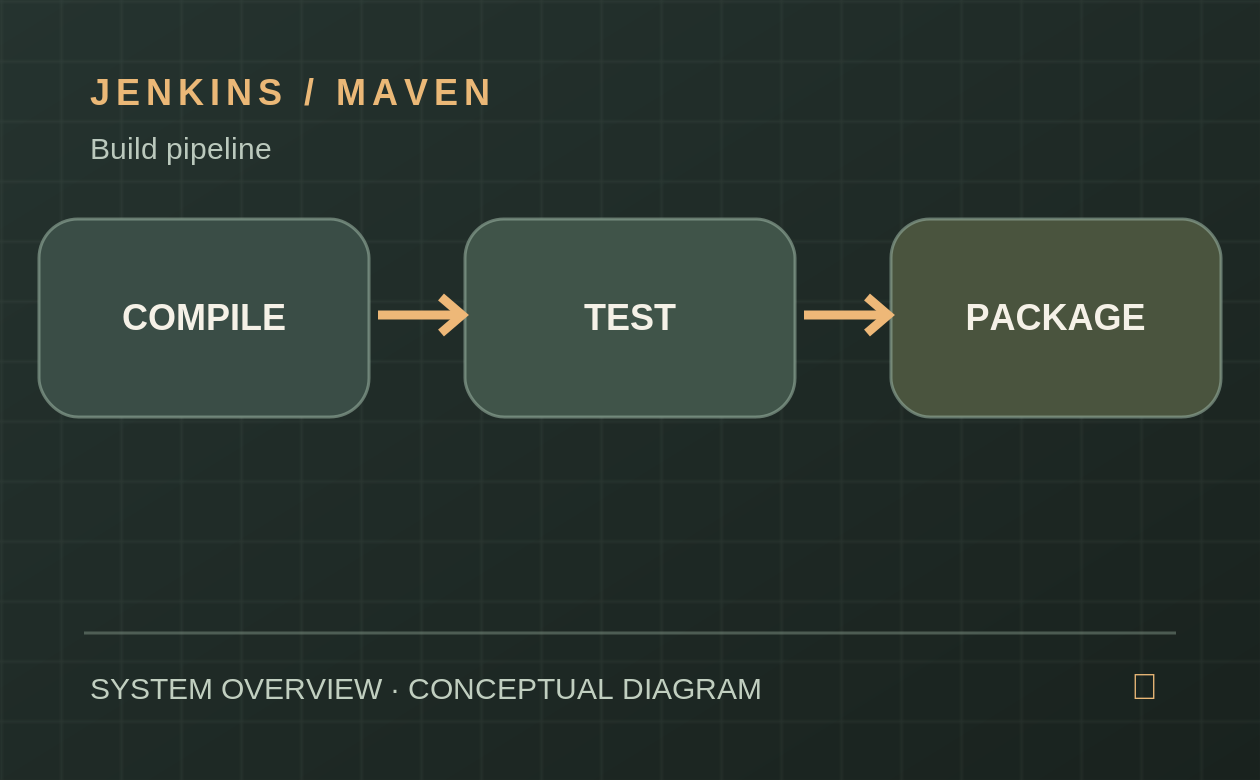 JENKINS / MAVEN
Build pipeline
COMPILE
TEST
PACKAGE
SYSTEM OVERVIEW · CONCEPTUAL DIAGRAM